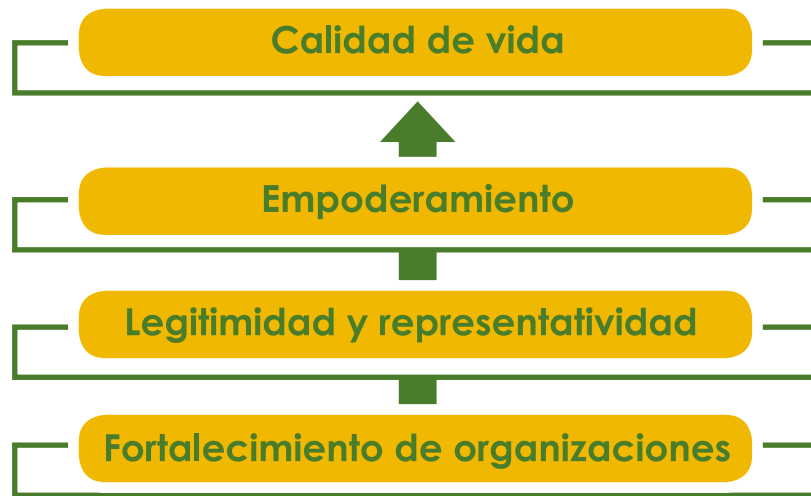 Calidad de vida
Empoderamiento
Legitimidad y representatividad
Fortalecimiento de organizaciones